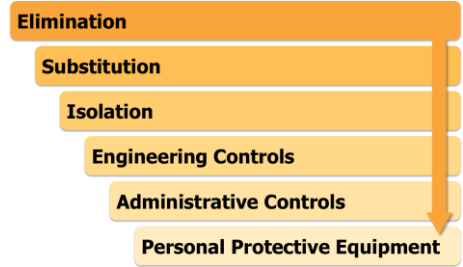 Elimination
Substitution
Isolation
Engineering Controls
Administrative Controls
Personal Protective Equipment